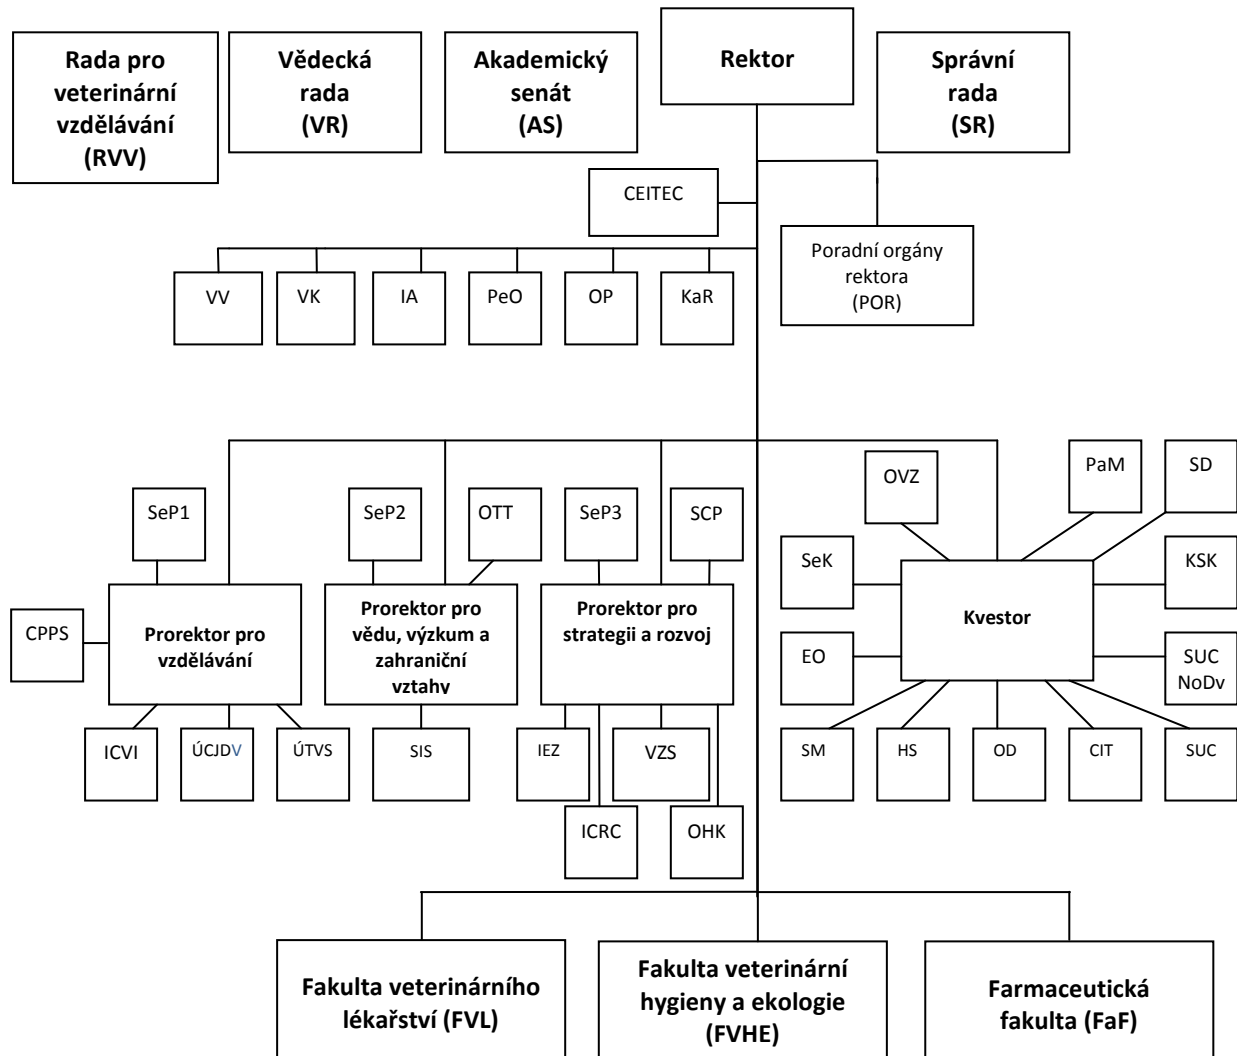 Rada pro
veterinární
vzdělávání
(RVV)
Vědecká
rada
(VR)
Akademický
senát
(AS)
Rektor
Správní
rada
(SR)
CEITEC
Poradní orgány
rektora
(POR)
VV
VK
IA
PeO
OP
KaR
SeP1
SeP2
OTT
SeP3
SCP
OVZ
PaM
SD
SeK
KSK
CPPS
Prorektor pro
vzdělávání
Prorektor pro
vědu, výzkum a
zahraniční
vztahy
Prorektor pro
strategii a rozvoj
Kvestor
EO
SUC
NoDv
ICVI
ÚCJDV
ÚTVS
SIS
IEZ
VZS
SM
HS
OD
CIT
SUC
ICRC
OHK
Fakulta veterinárního
lékařství (FVL)
Fakulta veterinární
hygieny a ekologie
(FVHE)
Farmaceutická
fakulta (FaF)